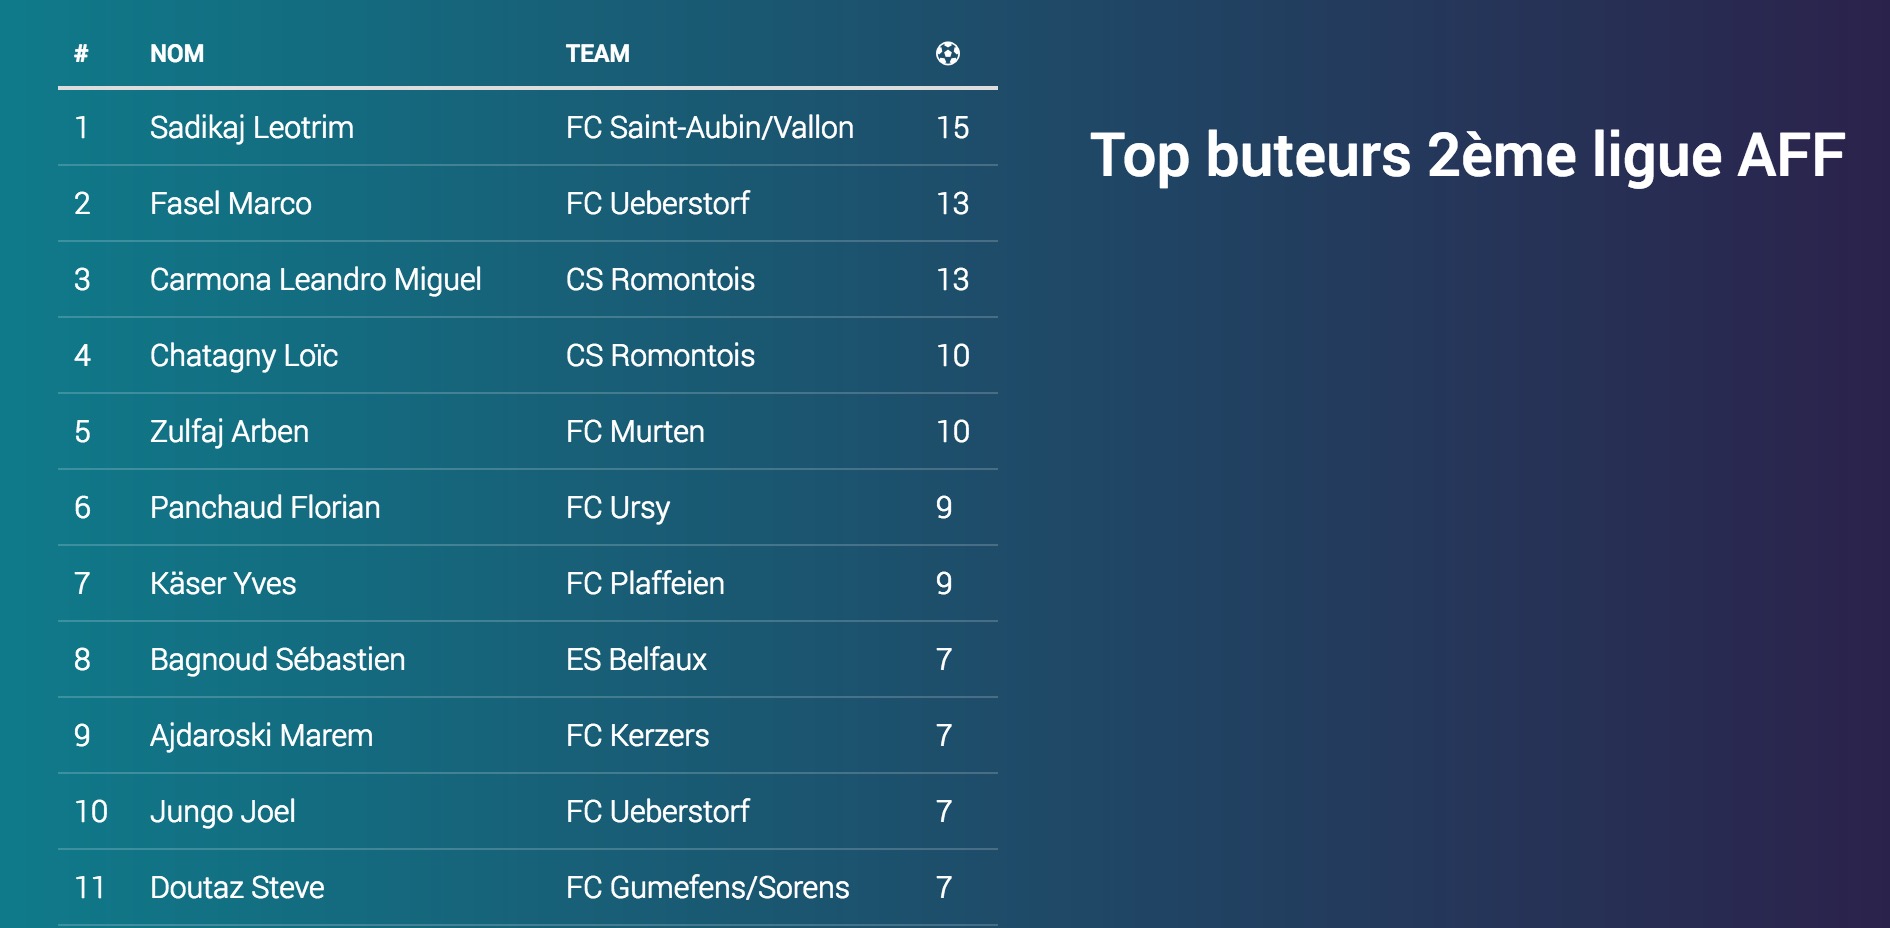 # NOM TEAM ⚽
1 Sadikaj Leotrim FC Saint-Aubin/Vallon 15
2 Fasel Marco FC Ueberstorf 13
3 Carmona Leandro Miguel CS Romontois 13
4 Chatagny Loïc CS Romontois 10
5 Zulfaj Arben FC Murten 10
6 Panchaud Florian FC Ursy 9
7 Käser Yves FC Plaffeien 9
8 Bagnoud Sébastien ES Belfaux 7
9 Ajdaroski Marem FC Kerzers 7
10 Jungo Joel FC Ueberstorf 7
11 Doutaz Steve FC Gumefens/Sorens 7
Top buteurs 2ème ligue AFF